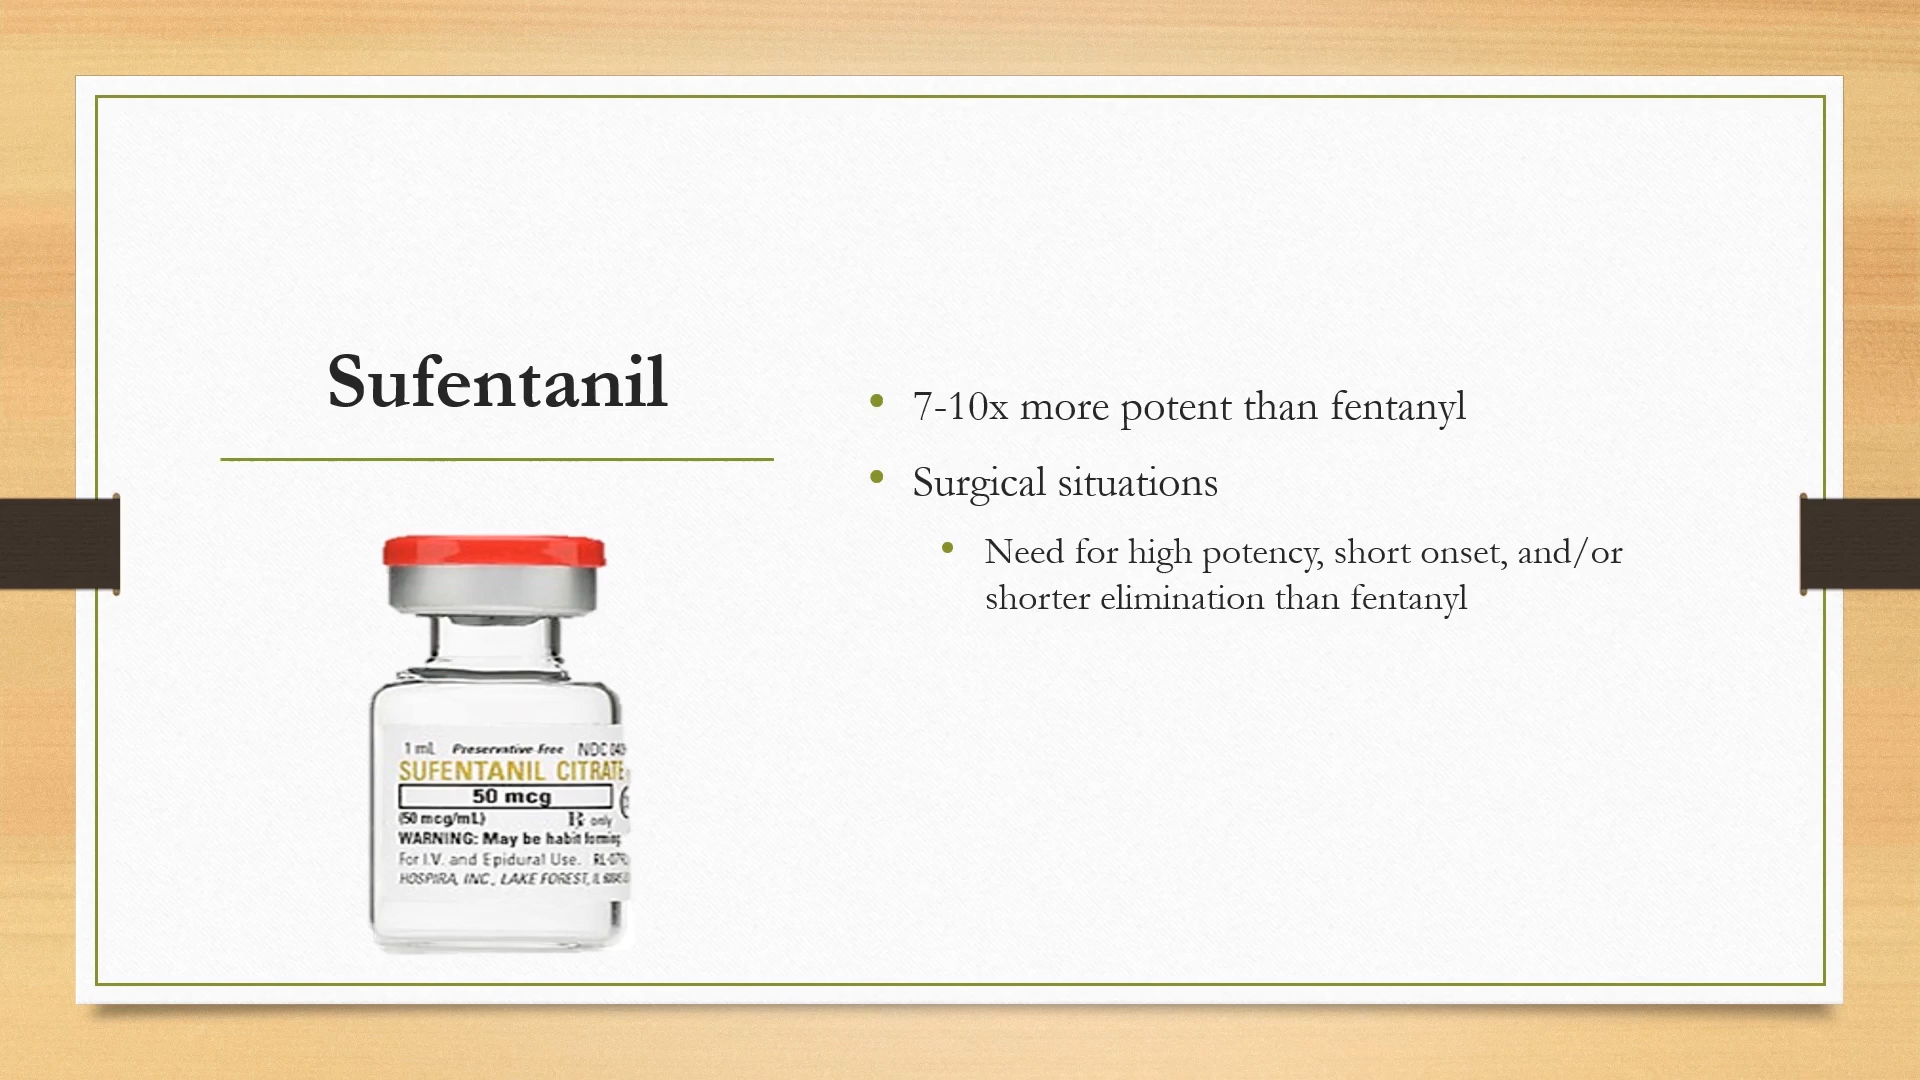 Sufentanil
• 7-10x more potent than fentanyl
• Surgical situations
• Need for high potency, short onset, and/or
shorter elimination than fentanyl
1 mL Preservative-Free NDC
SUFENTANIL CITRATE
50 mcg
(50 mcg/mL) ℞ only
WARNING: May be habit forming
For I.V. and Epidural Use.
HOSPIRA, INC., LAKE FOREST, IL